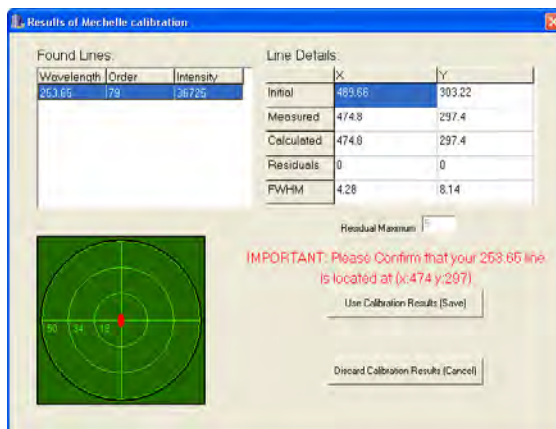 Results of Mechelle calibration
Found Lines:
Wavelength Order Intensity
253.65 79 36725
Line Details:
X Y
Initial 489.66 303.22
Measured 474.8 297.4
Calculated 474.8 297.4
Residuals 0 0
FWHM 4.28 8.14
Residual Maximum 5
IMPORTANT: Please Confirm that your 253.65 line
is located at (x:474 y:297)
Use Calibration Results (Save)
50 34 18
Discard Calibration Results (Cancel)